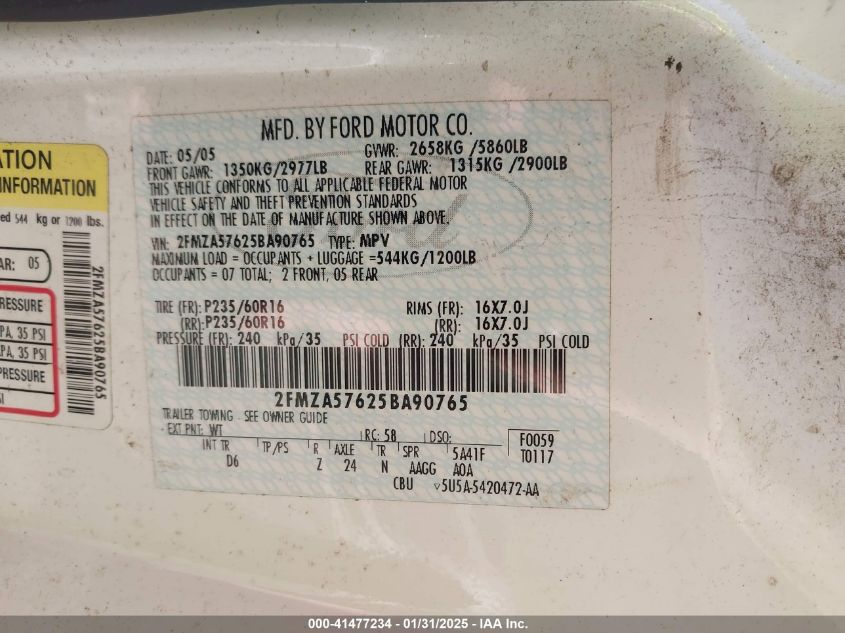 MFD. BY FORD MOTOR CO.
DATE: 05/05 GVWR: 2658KG /5860LB
FRONT GAWR: 1350KG/2977LB REAR GAWR: 1315KG /2900LB
THIS VEHICLE CONFORMS TO ALL APPLICABLE FEDERAL MOTOR
VEHICLE SAFETY AND THEFT PREVENTION STANDARDS
IN EFFECT ON THE DATE OF MANUFACTURE SHOWN ABOVE.
VIN: 2FMZA57625BA90765 TYPE: MPV
MAXIMUM LOAD = OCCUPANTS + LUGGAGE =544KG/1200LB
OCCUPANTS = 07 TOTAL; 2 FRONT, 05 REAR
TIRE (FR): P235/60R16 RIMS (FR): 16X7.0J
(RR): P235/60R16 (RR): 16X7.0J
PRESSURE (FR): 240 kPa/35 PSI COLD (RR): 240 kPa/35 PSI COLD
2FMZA57625BA90765
TRAILER TOWING - SEE OWNER GUIDE
EXT PNT: WT RC: 58 DSO: F0059
INT TR TP/PS R AXLE TR SPR 5A41F T0117
D6 Z 24 N AAGG A0A
CBU v5U5A-5420472-AA
ATION
INFORMATION
ed 544 kg or 1200 lbs.
AR: 05
PRESSURE
PA, 35 PSI
PA, 35 PSI
PRESSURE
SI
2FMZA57625BA90765
Ford
000-41477234 - 01/31/2025 - IAA Inc.